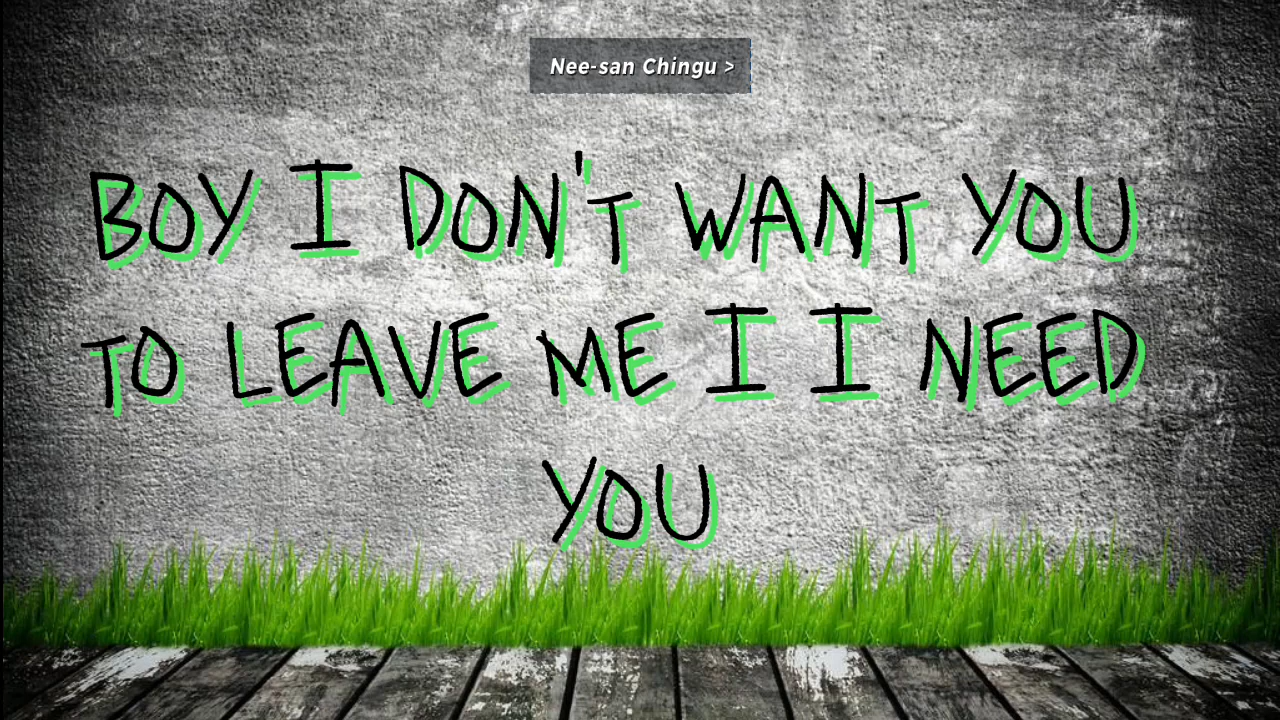 Nee-san Chingu >
BOY I DON'T WANT YOU
TO LEAVE ME I I NEED
YOU